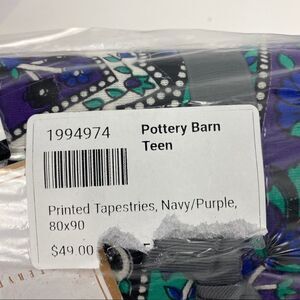 1994974
Pottery Barn
Teen
Printed Tapestries, Navy/Purple,
80x90
$49.00